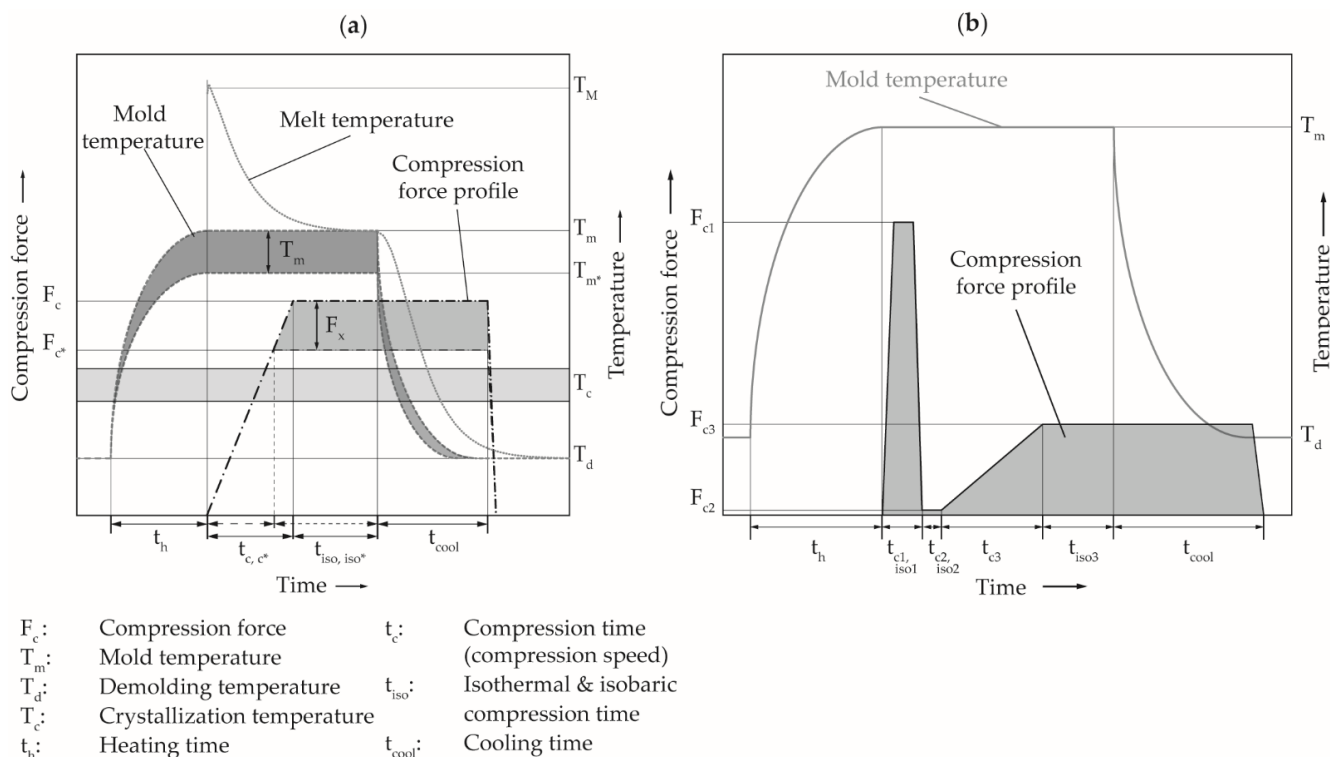 (a)
T_M
Mold
temperature
Melt temperature
Compression
force profile
T_m
T_m
T_m*
F_c
F_x
F_c*
T_c
T_d
Compression force
Temperature
t_h
t_c, c*
t_iso, iso*
t_cool
Time
(b)
Mold temperature
T_m
F_c1
Compression
force profile
F_c3
T_d
F_c2
Compression force
Temperature
t_h
t_c1, iso1
t_c2, iso2
t_c3
t_iso3
t_cool
Time
F_c: Compression force
T_m: Mold temperature
T_d: Demolding temperature
T_c: Crystallization temperature
t_h: Heating time
t_c: Compression time
(compression speed)
t_iso: Isothermal & isobaric
compression time
t_cool: Cooling time